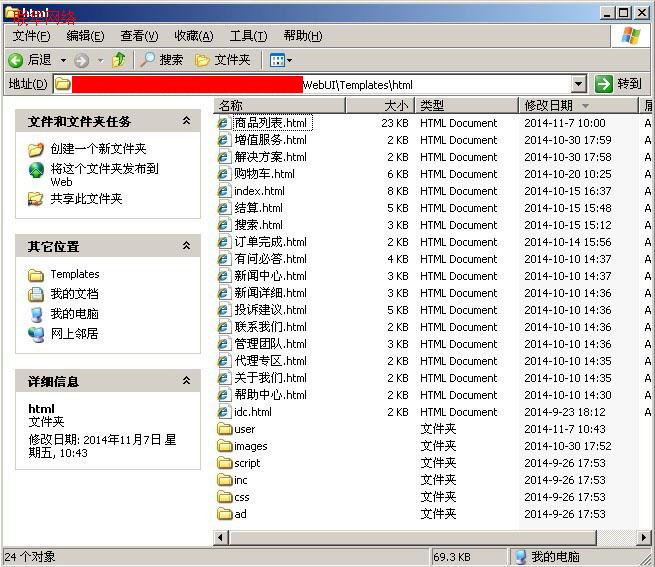 html
联华网络
文件(F) 编辑(E) 查看(V) 收藏(A) 工具(T) 帮助(H)
后退 搜索 文件夹
地址(D) WebUI\Templates\html 转到
文件和文件夹任务
创建一个新文件夹
将这个文件夹发布到
Web
共享此文件夹
其它位置
Templates
我的文档
我的电脑
网上邻居
详细信息
html
文件夹
修改日期: 2014年11月7日 星
期五, 10:43
名称 大小 类型 修改日期
商品列表.html 23 KB HTML Document 2014-11-7 10:00 A
增值服务.html 2 KB HTML Document 2014-10-30 17:59 A
解决方案.html 2 KB HTML Document 2014-10-30 17:58 A
购物车.html 6 KB HTML Document 2014-10-20 10:25 A
index.html 8 KB HTML Document 2014-10-15 16:37 A
结算.html 5 KB HTML Document 2014-10-15 15:48 A
搜索.html 3 KB HTML Document 2014-10-15 15:12 A
订单完成.html 2 KB HTML Document 2014-10-14 15:56 A
有问必答.html 4 KB HTML Document 2014-10-10 14:37 A
新闻中心.html 3 KB HTML Document 2014-10-10 14:37 A
新闻详细.html 3 KB HTML Document 2014-10-10 14:36 A
投诉建议.html 5 KB HTML Document 2014-10-10 14:36 A
联系我们.html 2 KB HTML Document 2014-10-10 14:36 A
管理团队.html 3 KB HTML Document 2014-10-10 14:36 A
代理专区.html 2 KB HTML Document 2014-10-10 14:35 A
关于我们.html 2 KB HTML Document 2014-10-10 14:35 A
帮助中心.html 2 KB HTML Document 2014-10-10 14:30 A
idc.html 2 KB HTML Document 2014-9-23 18:12 A
user 文件夹 2014-11-7 10:43
images 文件夹 2014-10-30 17:52
script 文件夹 2014-9-26 17:53
inc 文件夹 2014-9-26 17:53
css 文件夹 2014-9-26 17:53
ad 文件夹 2014-9-26 17:53
24 个对象 69.3 KB 我的电脑